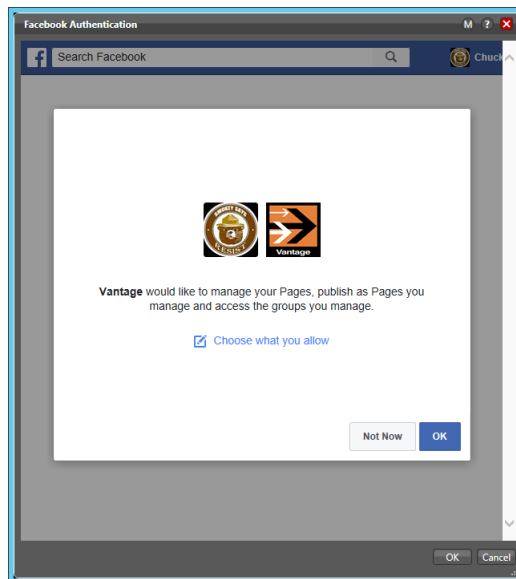 Facebook Authentication
M ?
Search Facebook
Chuck
SMOKEY SAYS
RESIST
Vantage
Vantage would like to manage your Pages, publish as Pages you
manage and access the groups you manage.
Choose what you allow
Not Now
OK
OK
Cancel